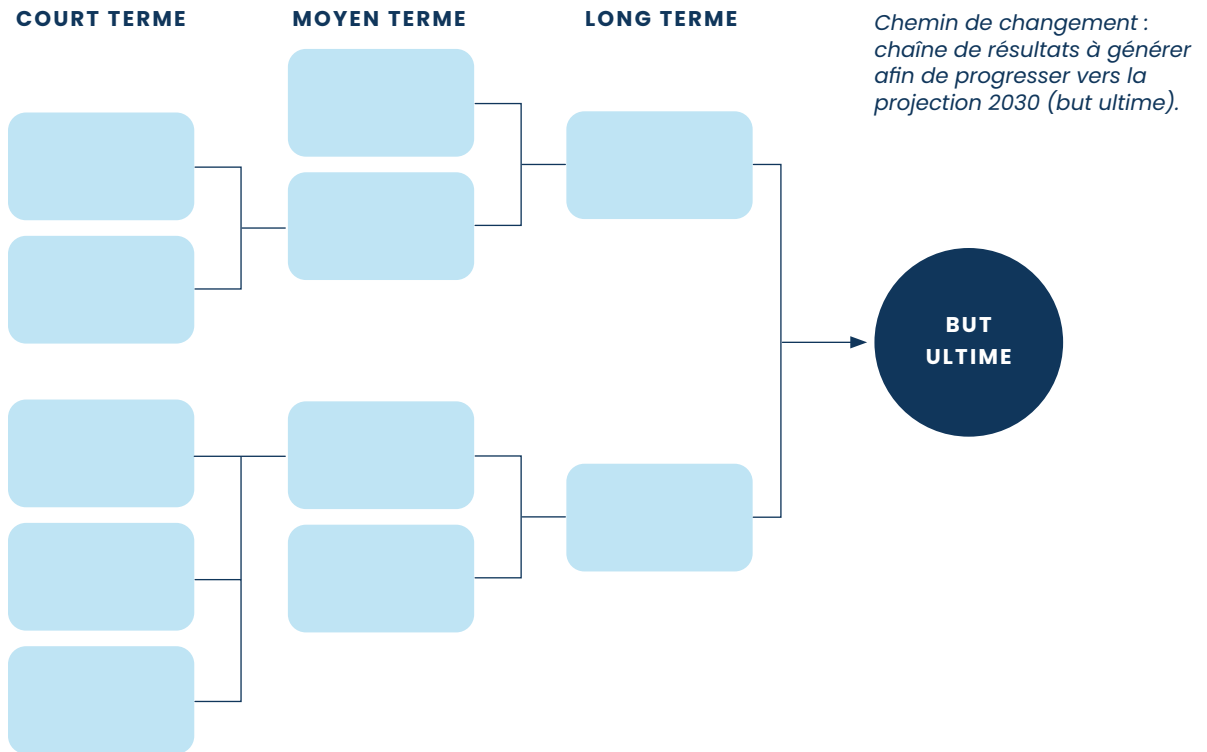 COURT TERME
MOYEN TERME
LONG TERME
Chemin de changement :
chaîne de résultats à générer
afin de progresser vers la
projection 2030 (but ultime).
BUT
ULTIME